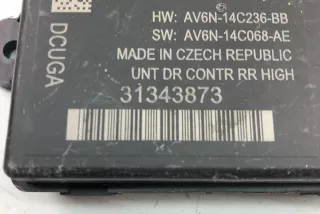 HW: AV6N-14C236-BB
SW: AV6N-14C068-AE
MADE IN CZECH REPUBLIC
UNT DR CONTR RR HIGH
31343873
DCUGA